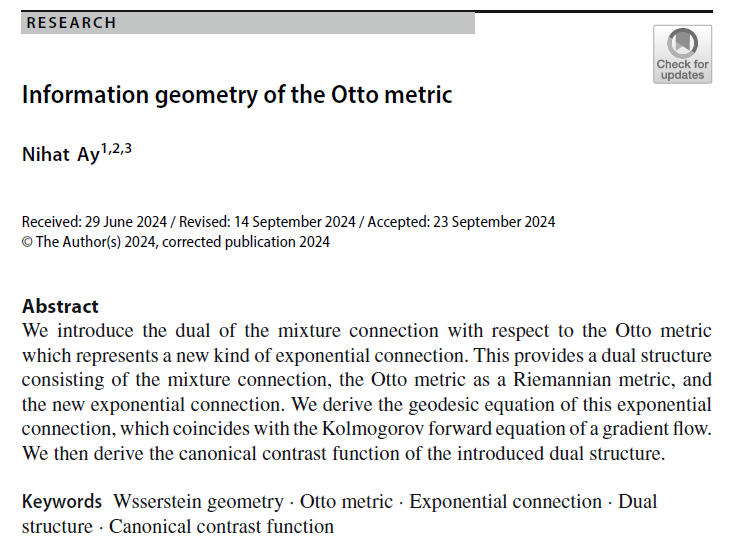 RESEARCH
Check for
updates
Information geometry of the Otto metric
Nihat Ay1,2,3
Received: 29 June 2024 / Revised: 14 September 2024 / Accepted: 23 September 2024
© The Author(s) 2024, corrected publication 2024
Abstract
We introduce the dual of the mixture connection with respect to the Otto metric
which represents a new kind of exponential connection. This provides a dual structure
consisting of the mixture connection, the Otto metric as a Riemannian metric, and
the new exponential connection. We derive the geodesic equation of this exponential
connection, which coincides with the Kolmogorov forward equation of a gradient flow.
We then derive the canonical contrast function of the introduced dual structure.
Keywords Wsserstein geometry · Otto metric · Exponential connection · Dual
structure · Canonical contrast function